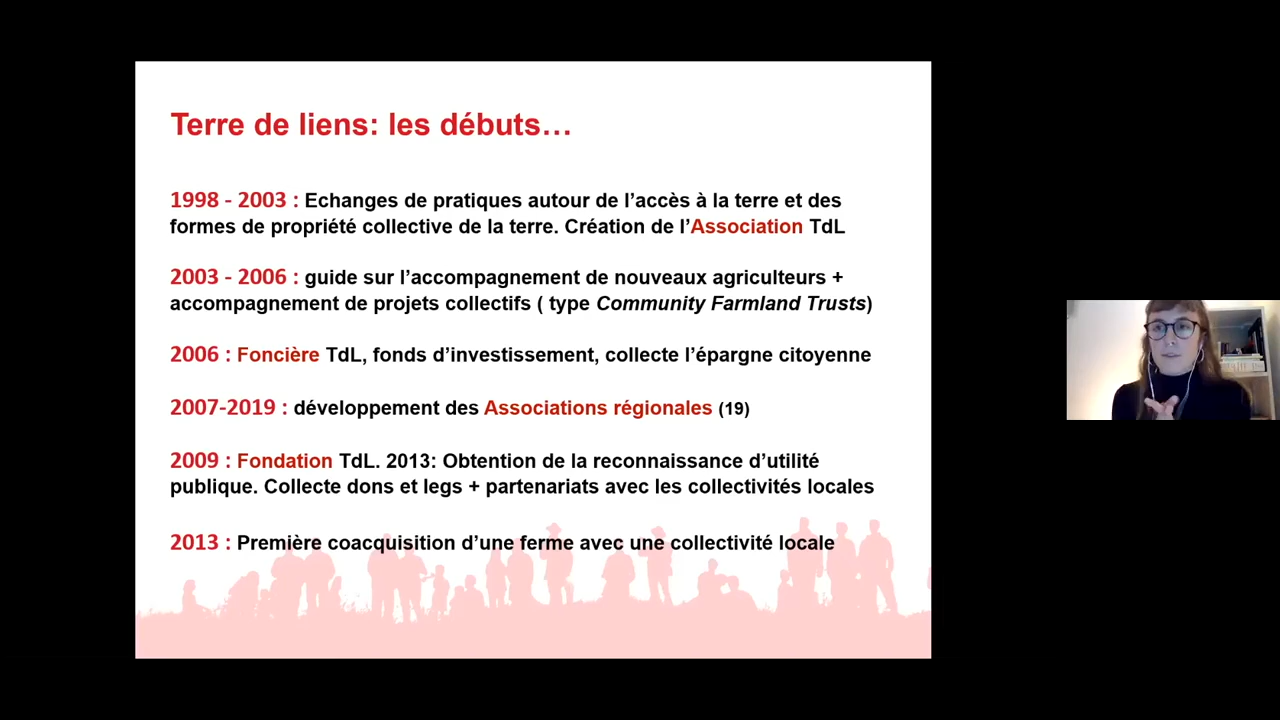 Terre de liens: les débuts…
1998 - 2003 : Echanges de pratiques autour de l’accès à la terre et des
formes de propriété collective de la terre. Création de l’Association TdL
2003 - 2006 : guide sur l’accompagnement de nouveaux agriculteurs +
accompagnement de projets collectifs ( type Community Farmland Trusts)
2006 : Foncière TdL, fonds d’investissement, collecte l’épargne citoyenne
2007-2019 : développement des Associations régionales (19)
2009 : Fondation TdL. 2013: Obtention de la reconnaissance d’utilité
publique. Collecte dons et legs + partenariats avec les collectivités locales
2013 : Première coacquisition d’une ferme avec une collectivité locale